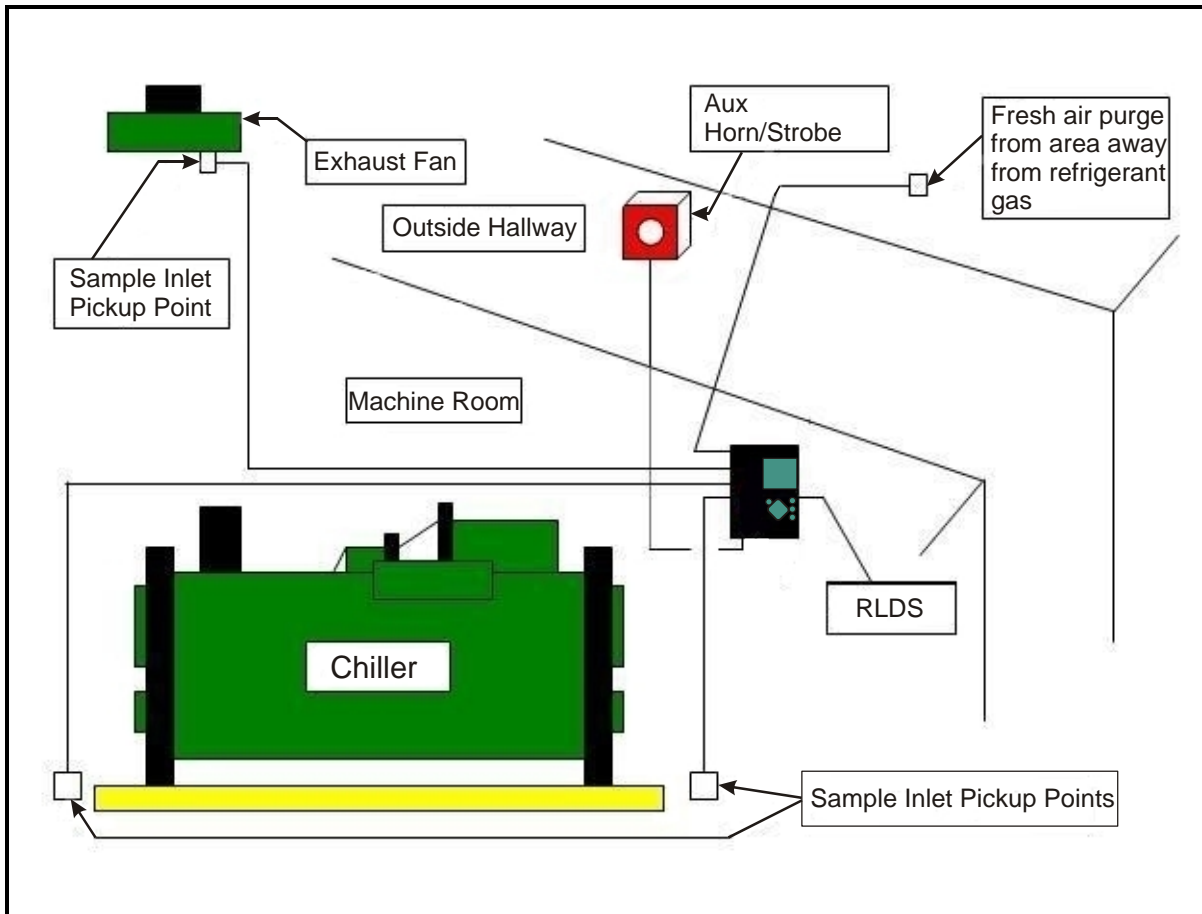 Aux
Horn/Strobe
Fresh air purge
from area away
from refrigerant
gas
Exhaust Fan
Outside Hallway
Sample Inlet
Pickup Point
Machine Room
RLDS
Chiller
Sample Inlet Pickup Points